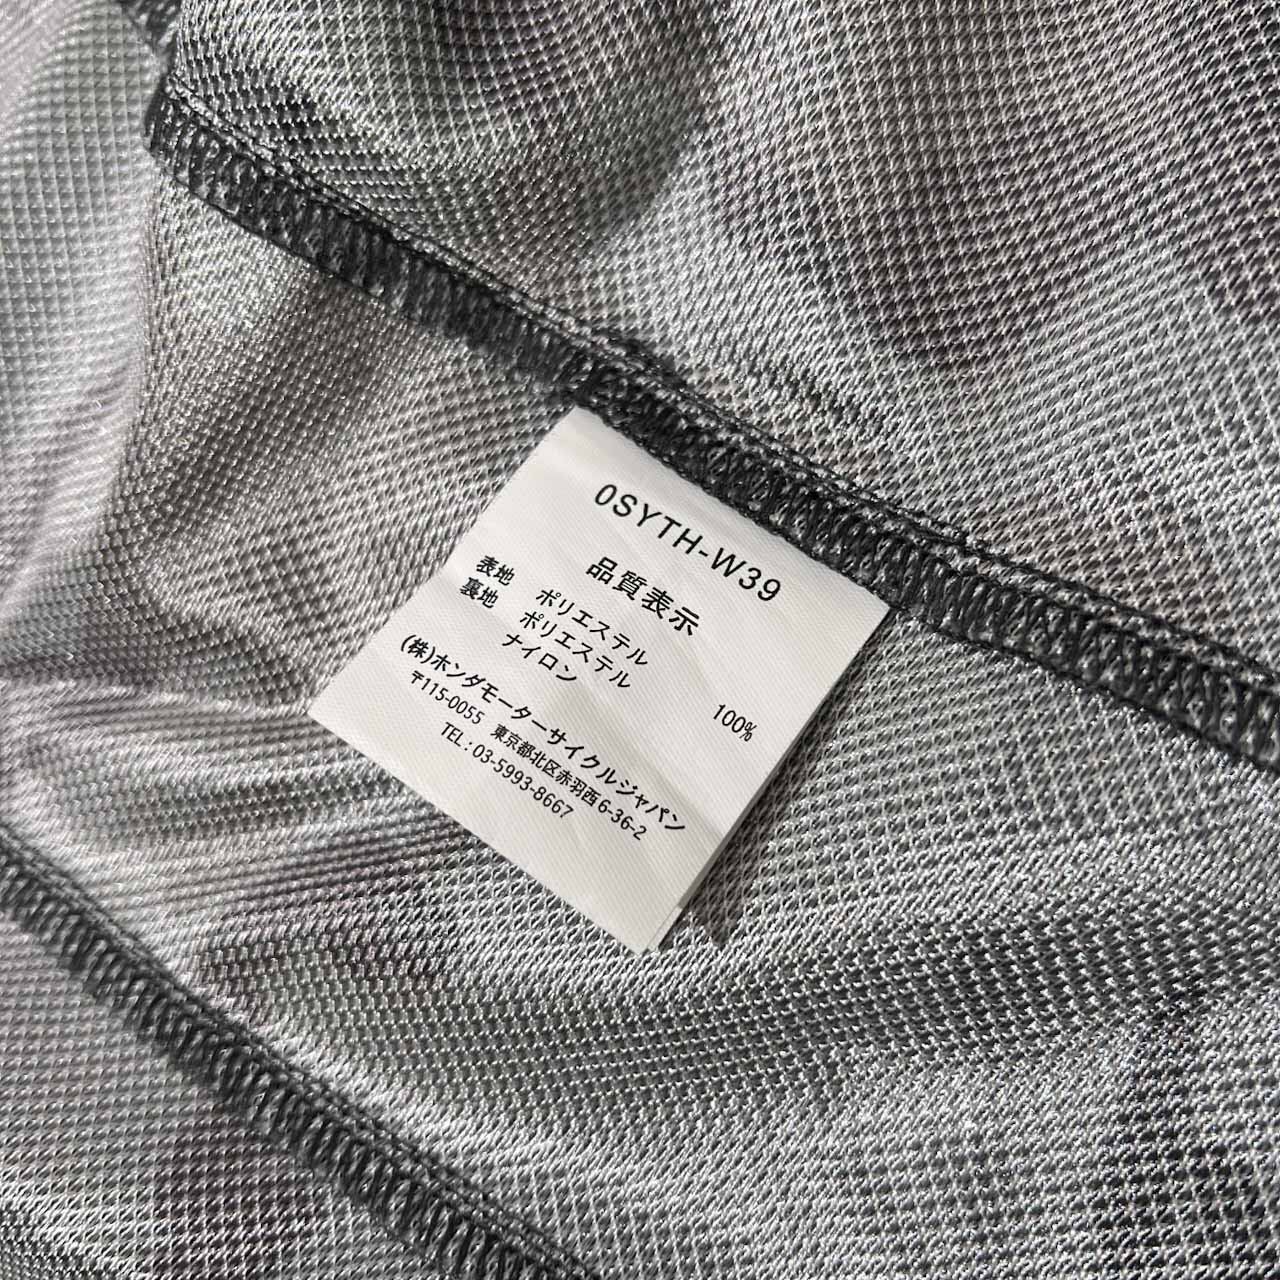 0SYTH-W39
品質表示
表地 ポリエステル 100%
裏地 ポリエステル
ナイロン
(株)ホンダモーターサイクルジャパン
〒115-0055 東京都北区赤羽西6-36-2
TEL : 03-5993-8667